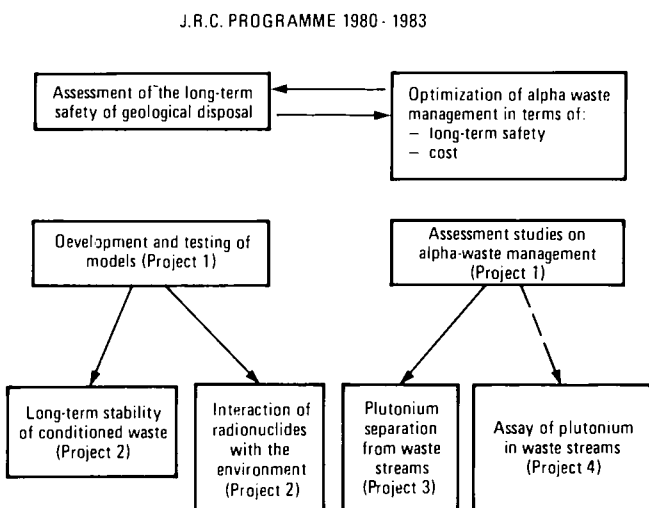 J.R.C. PROGRAMME 1980 - 1983
Assessment of the long-term
safety of geological disposal
Optimization of alpha waste
management in terms of:
– long-term safety
– cost
Development and testing of
models (Project 1)
Assessment studies on
alpha-waste management
(Project 1)
Long-term stability
of conditioned waste
(Project 2)
Interaction of
radionuclides
with the
environment
(Project 2)
Plutonium
separation
from waste
streams
(Project 3)
Assay of plutonium
in waste streams
(Project 4)